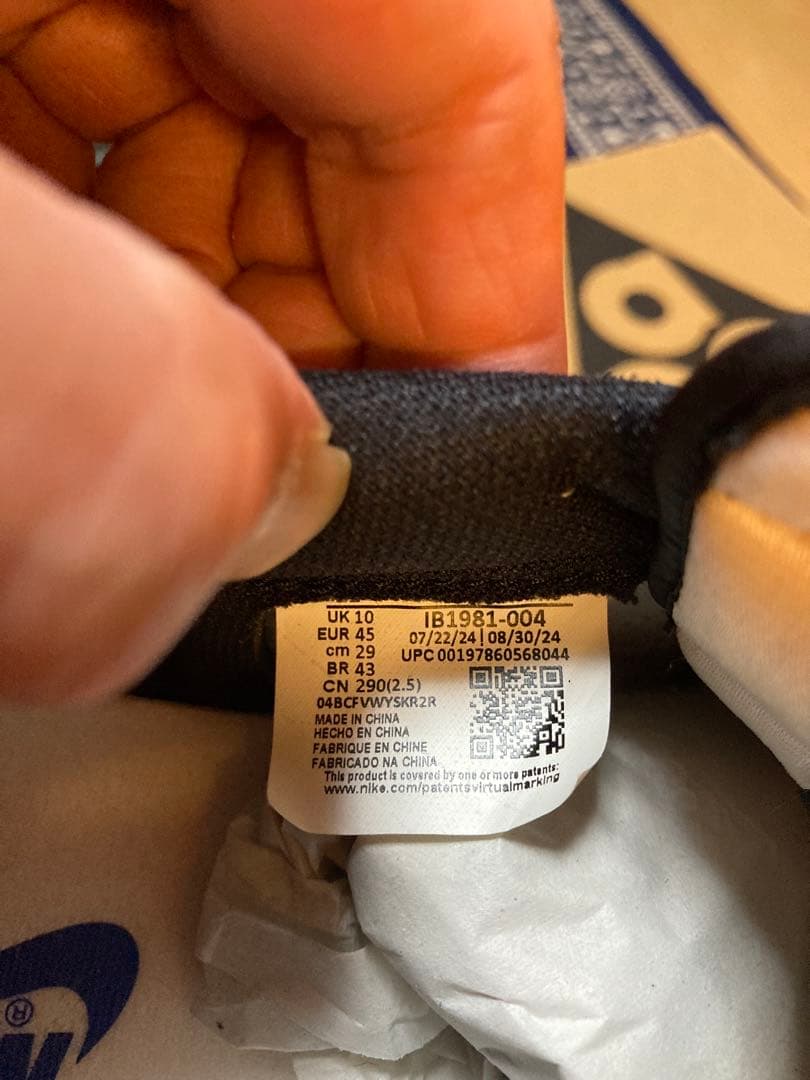 UK 10
EUR 45
cm 29
BR 43
CN 290(2.5)
04BCFVWYSKR2R
MADE IN CHINA
HECHO EN CHINA
FABRIQUE EN CHINE
FABRICADO NA CHINA
IB1981-004
07/22/24|08/30/24
UPC 00197860568044
This product is covered by one or more patents:
www.nike.com/patentsvirtualmarking
®